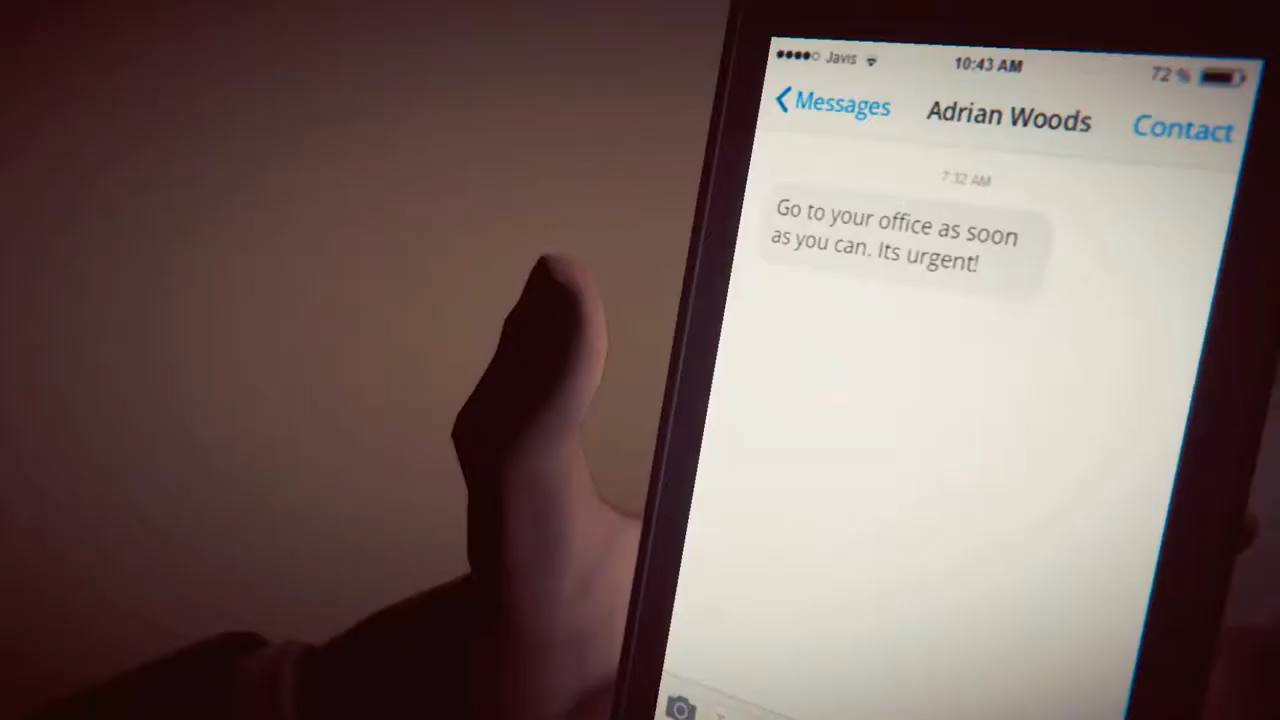 Javis 10:43 AM 72 %
Messages Adrian Woods Contact
7:32 AM
Go to your office as soon
as you can. Its urgent!